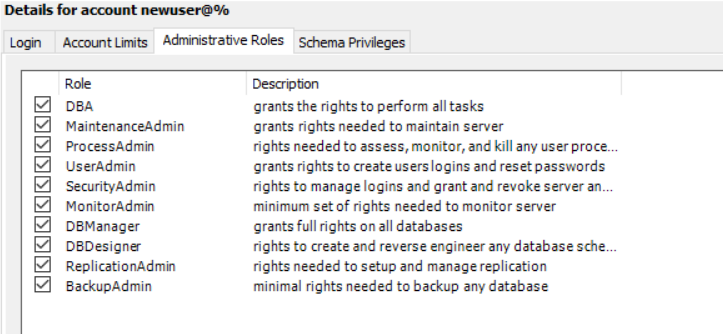 Details for account newuser@%
Login Account Limits Administrative Roles Schema Privileges
Role Description
DBA grants the rights to perform all tasks
MaintenanceAdmin grants rights needed to maintain server
ProcessAdmin rights needed to assess, monitor, and kill any user proce...
UserAdmin grants rights to create users logins and reset passwords
SecurityAdmin rights to manage logins and grant and revoke server an...
MonitorAdmin minimum set of rights needed to monitor server
DBManager grants full rights on all databases
DBDesigner rights to create and reverse engineer any database sche...
ReplicationAdmin rights needed to setup and manage replication
BackupAdmin minimal rights needed to backup any database